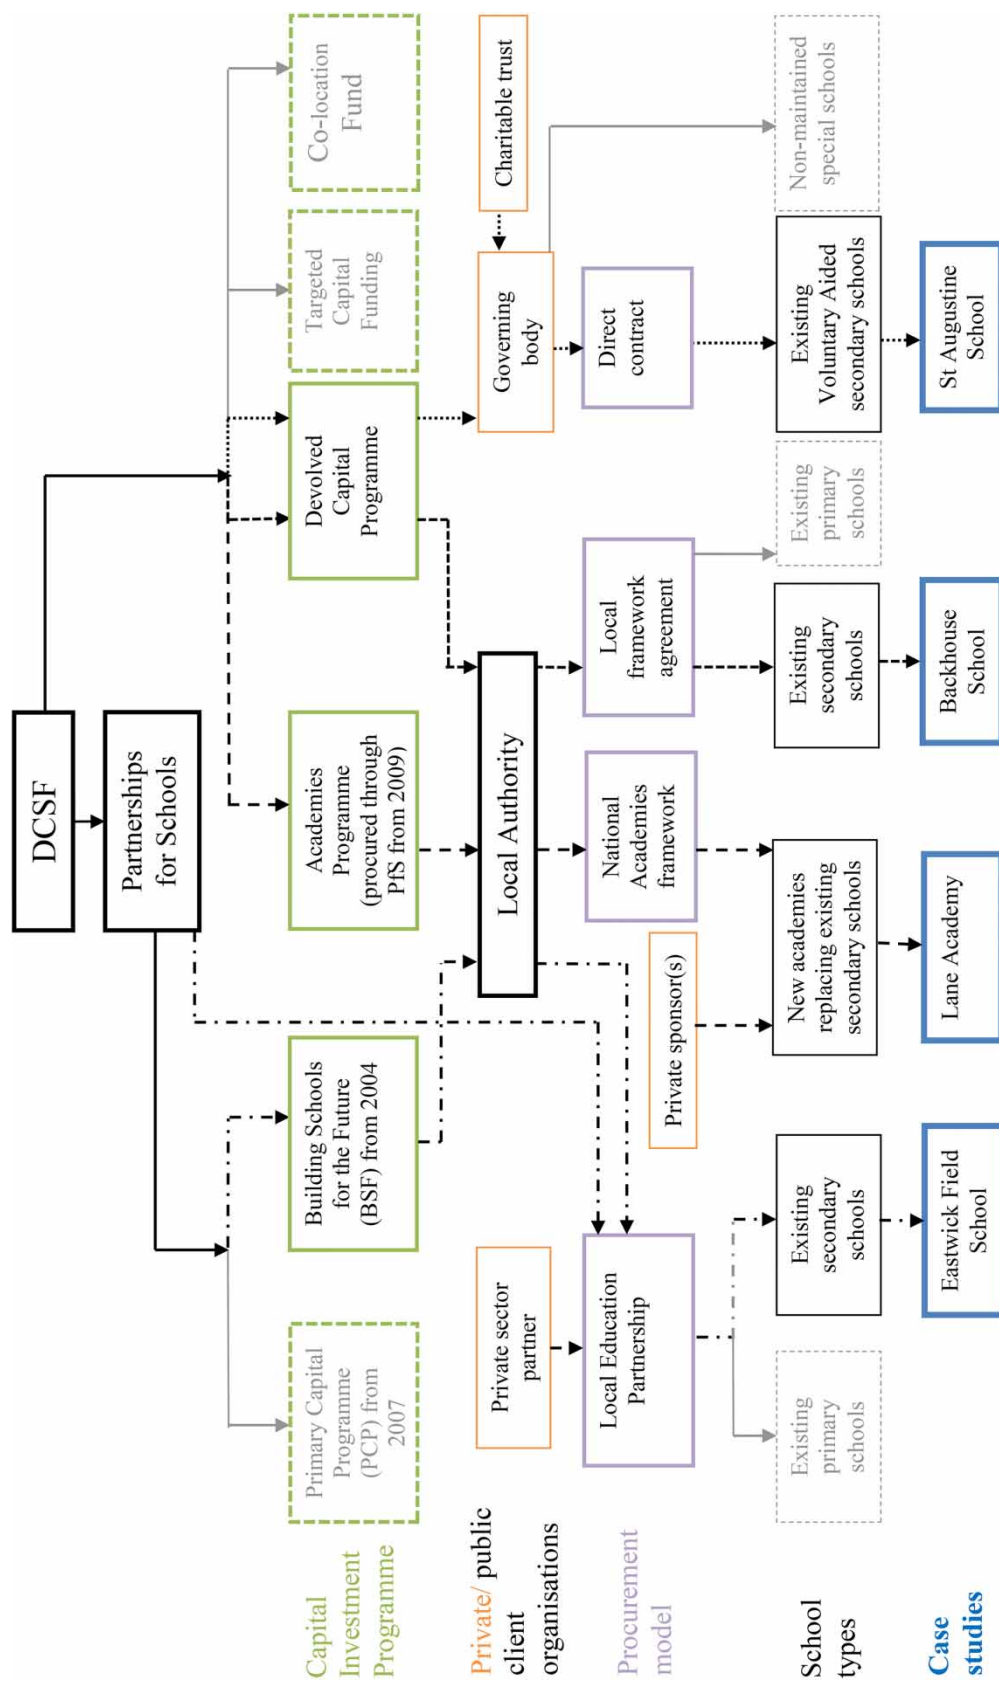 DCSF
Partnerships
for Schools
Capital
Investment
Programme
Primary Capital
Programme
(PCP) from
2007
Building Schools
for the Future
(BSF) from 2004
Academies
Programme
(procured through
PfS from 2009)
Devolved
Capital
Programme
Targeted
Capital
Funding
Co-location
Fund
Private/ public
client
organisations
Private sector
partner
Local Authority
Governing
body
Charitable trust
Private sponsor(s)
Procurement
model
Local Education
Partnership
National
Academies
framework
Local
framework
agreement
Direct
contract
School
types
Existing
primary
schools
Existing
secondary
schools
New academies
replacing existing
secondary schools
Existing
secondary
schools
Existing
primary
schools
Existing
Voluntary Aided
secondary schools
Non-maintained
special schools
Case
studies
Eastwick Field
School
Lane Academy
Backhouse
School
St Augustine
School